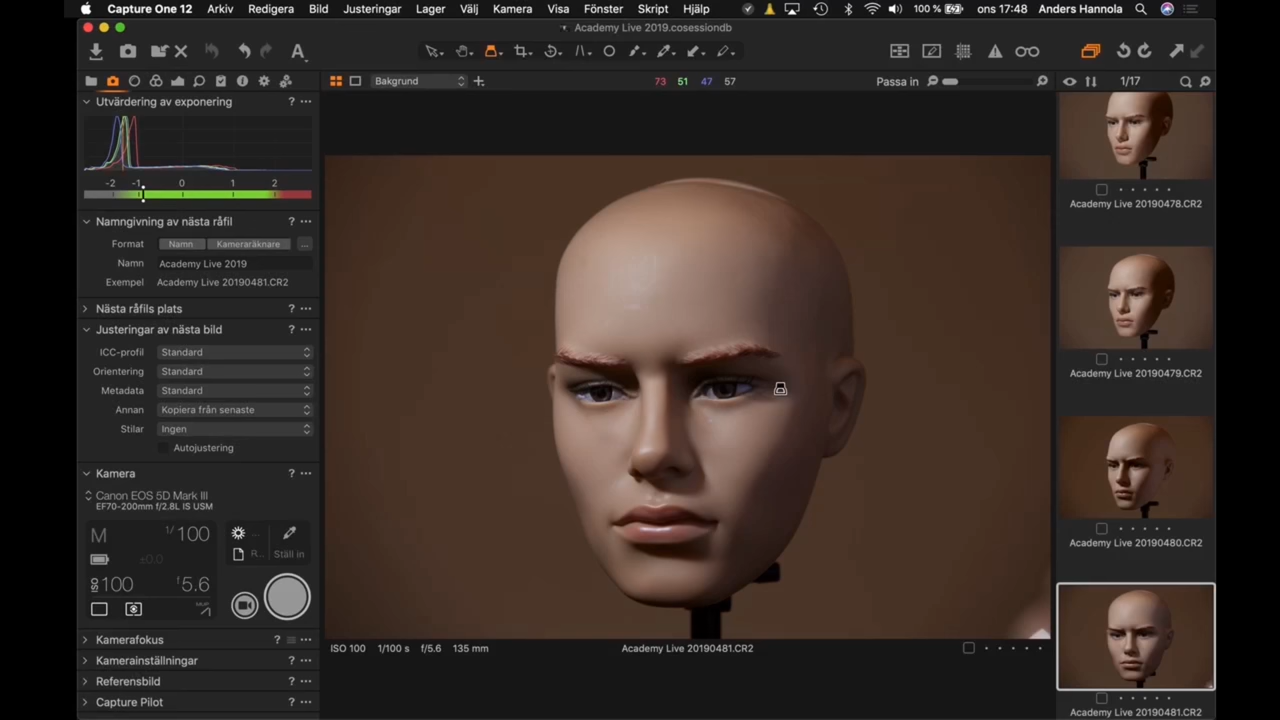 Capture One 12 Arkiv Redigera Bild Justeringar Lager Välj Kamera Visa Fönster Skript Hjälp 100 % ons 17:48 Anders Hannola
Academy Live 2019.cosessiondb
Bakgrund 73 51 47 57 Passa in 1/17
Utvärdering av exponering ? ...
-2 -1 0 1 2
Namngivning av nästa råfil ? ...
Format Namn Kameraräknare ...
Namn Academy Live 2019
Exempel Academy Live 20190481.CR2
Nästa råfils plats ? ...
Justeringar av nästa bild ? ...
ICC-profil Standard
Orientering Standard
Metadata Standard
Annan Kopiera från senaste
Stilar Ingen
Autojustering
Kamera ? ...
Canon EOS 5D Mark III
EF70-200mm f/2.8L IS USM
M 1/100 ...
±0.0 R... Ställ in
ISO 100 f5.6
Kamerafokus ? ...
Kamerainställningar ? ...
Referensbild ? ...
Capture Pilot ? ...
ISO 100 1/100 s f/5.6 135 mm Academy Live 20190481.CR2
Academy Live 20190478.CR2
Academy Live 20190479.CR2
Academy Live 20190480.CR2
Academy Live 20190481.CR2